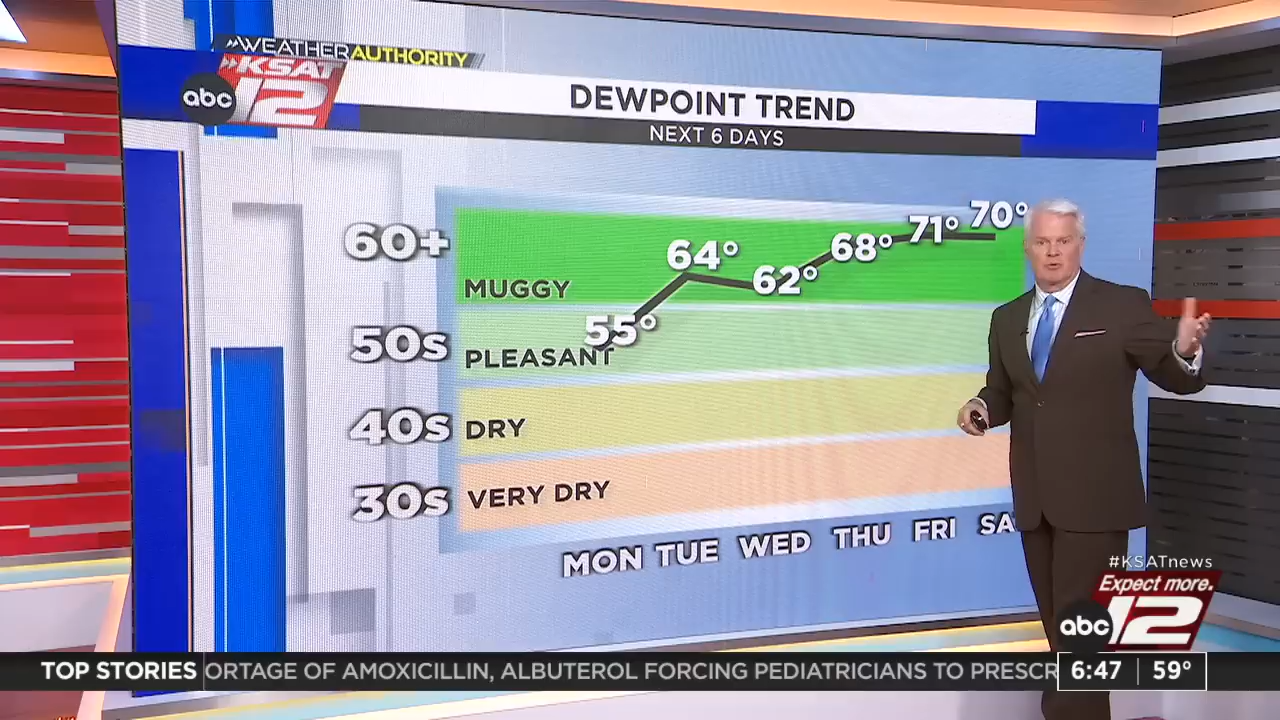 WEATHER AUTHORITY
KSAT
abc 12
DEWPOINT TREND
NEXT 6 DAYS
60+
MUGGY
50s
PLEASANT
40s
DRY
30s
VERY DRY
55° 64° 62° 68° 71° 70°
MON TUE WED THU FRI SA
#KSATnews
Expect more.
abc 12
TOP STORIES ORTAGE OF AMOXICILLIN, ALBUTEROL FORCING PEDIATRICIANS TO PRESCR
6:47 59°